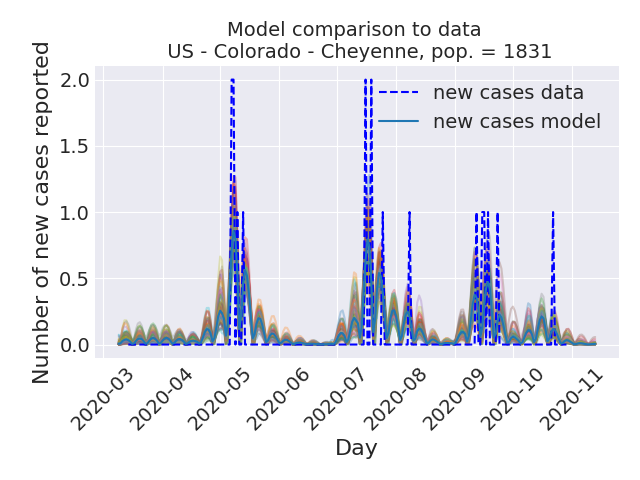 Model comparison to data
US - Colorado - Cheyenne, pop. = 1831
new cases data
new cases model
Number of new cases reported
2.0
1.5
1.0
0.5
0.0
2020-03
2020-04
2020-05
2020-06
2020-07
2020-08
2020-09
2020-10
2020-11
Day